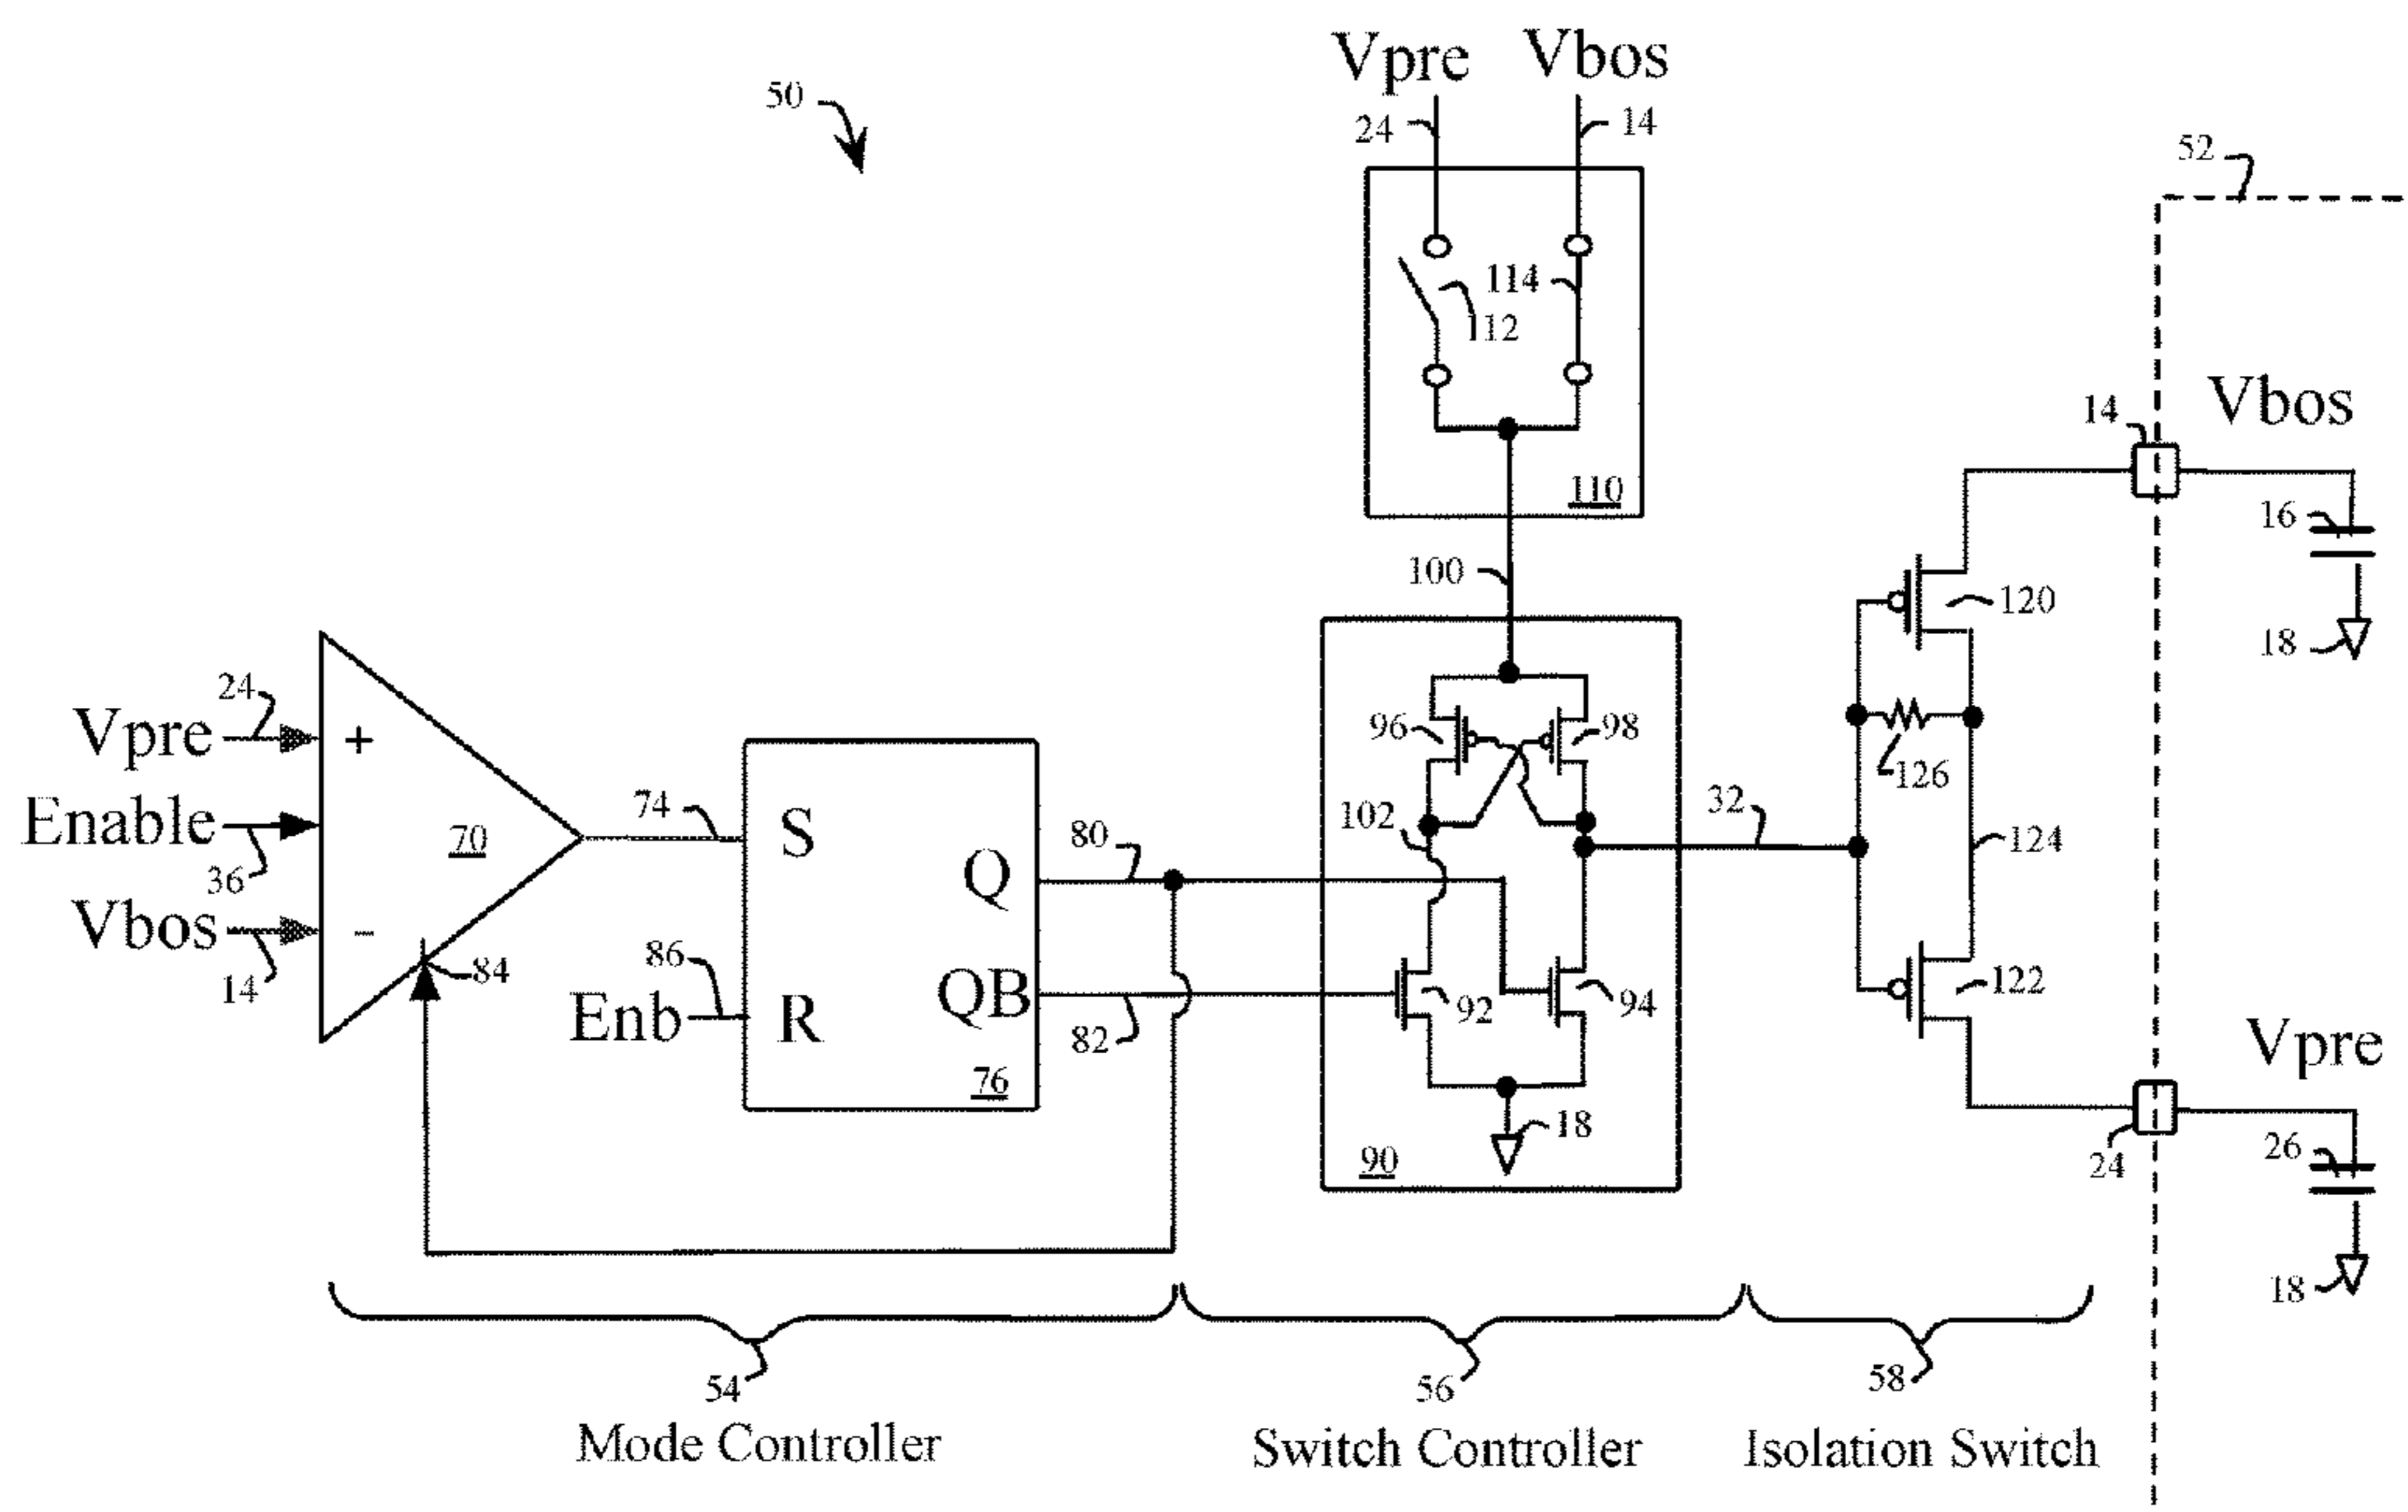 Vpre Vbos
50
24 14
52
114
112
14 Vbos
110
16
100
120
18
24
Vpre +
96 98
126
Enable 70 74 S 80 102 32
36
Q 124
Vbos -
14 84
86
Enb R QB 92 94 122
82
76
Vpre
18
90
24 26
18
54 56 58
Mode Controller Switch Controller Isolation Switch